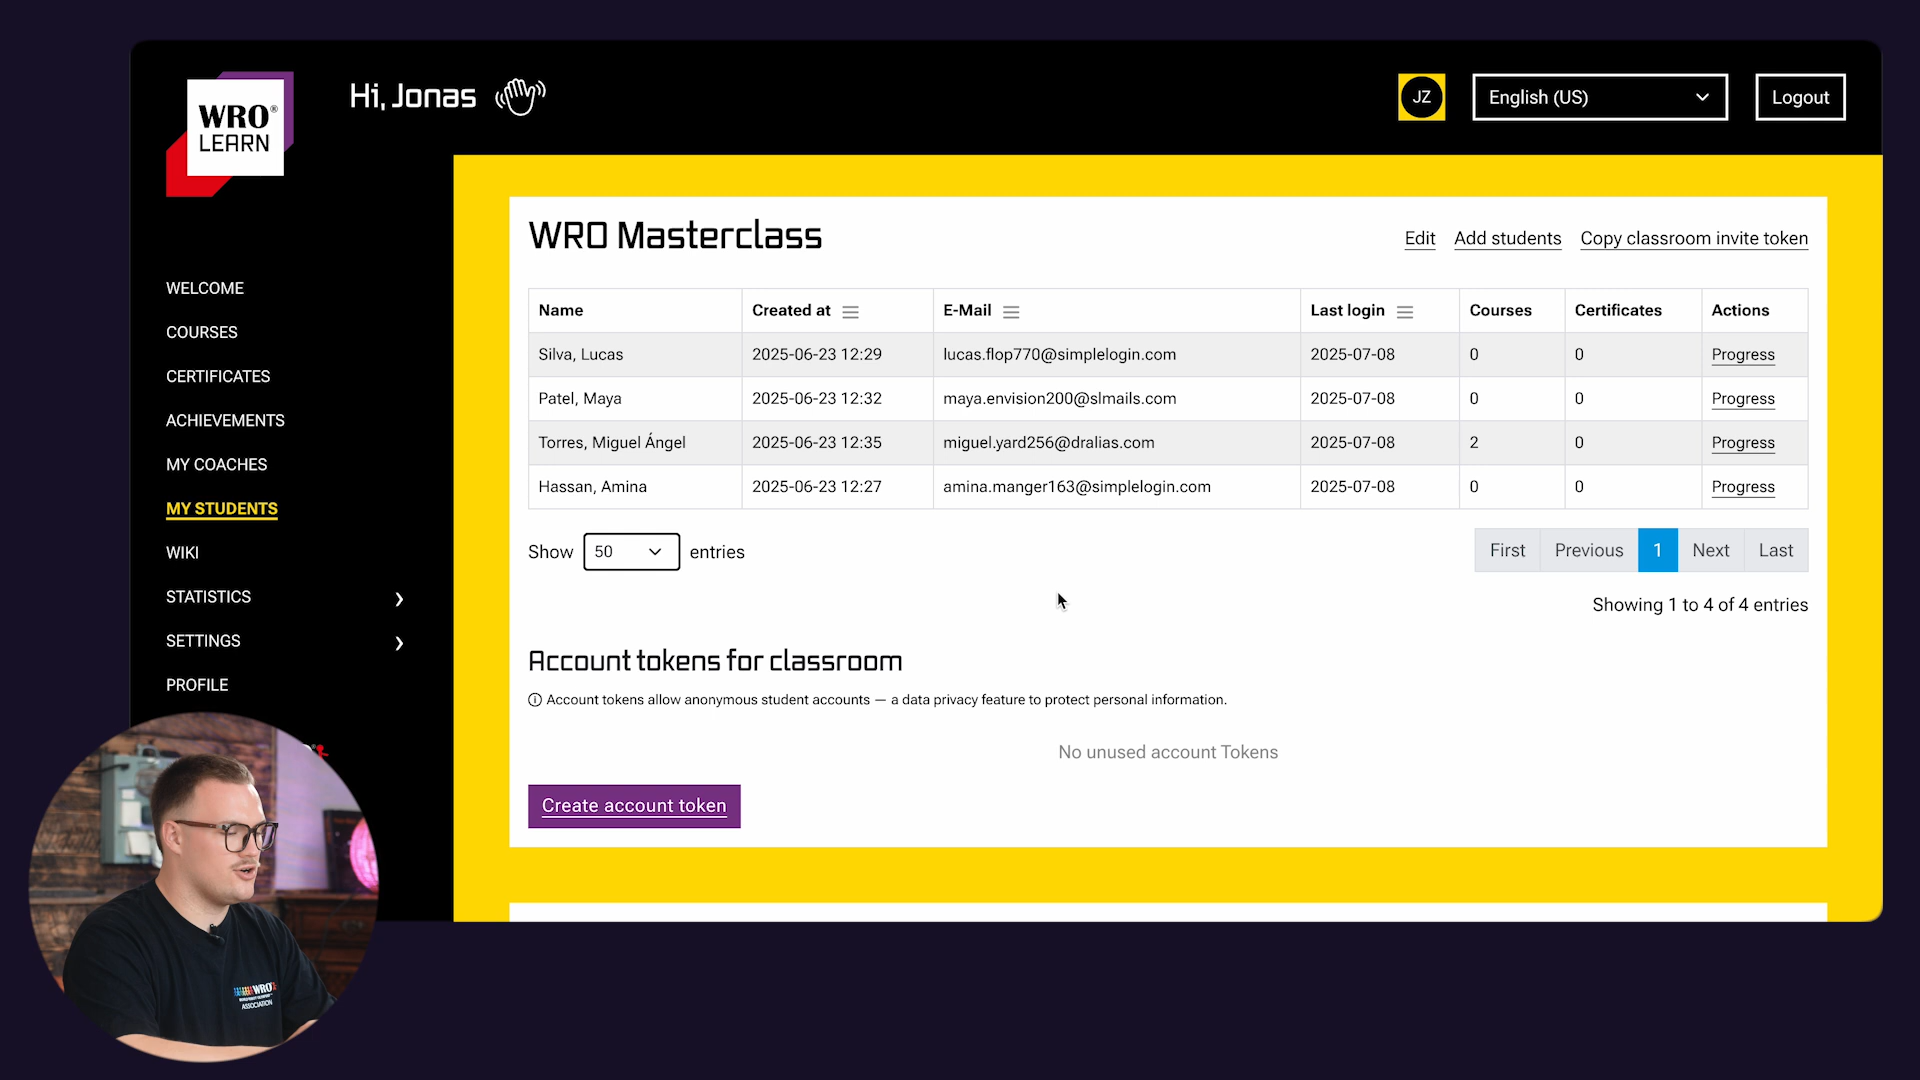 WRO®
LEARN
Hi, Jonas
JZ
English (US)
Logout
WELCOME
COURSES
CERTIFICATES
ACHIEVEMENTS
MY COACHES
MY STUDENTS
WIKI
STATISTICS
SETTINGS
PROFILE
WRO Masterclass
Edit Add students Copy classroom invite token
Name Created at E-Mail Last login Courses Certificates Actions
Silva, Lucas 2025-06-23 12:29 lucas.flop770@simplelogin.com 2025-07-08 0 0 Progress
Patel, Maya 2025-06-23 12:32 maya.envision200@slmails.com 2025-07-08 0 0 Progress
Torres, Miguel Ángel 2025-06-23 12:35 miguel.yard256@dralias.com 2025-07-08 2 0 Progress
Hassan, Amina 2025-06-23 12:27 amina.manger163@simplelogin.com 2025-07-08 0 0 Progress
Show 50 entries
First Previous 1 Next Last
Showing 1 to 4 of 4 entries
Account tokens for classroom
Account tokens allow anonymous student accounts — a data privacy feature to protect personal information.
No unused account Tokens
Create account token
WRO
ASSOCIATION